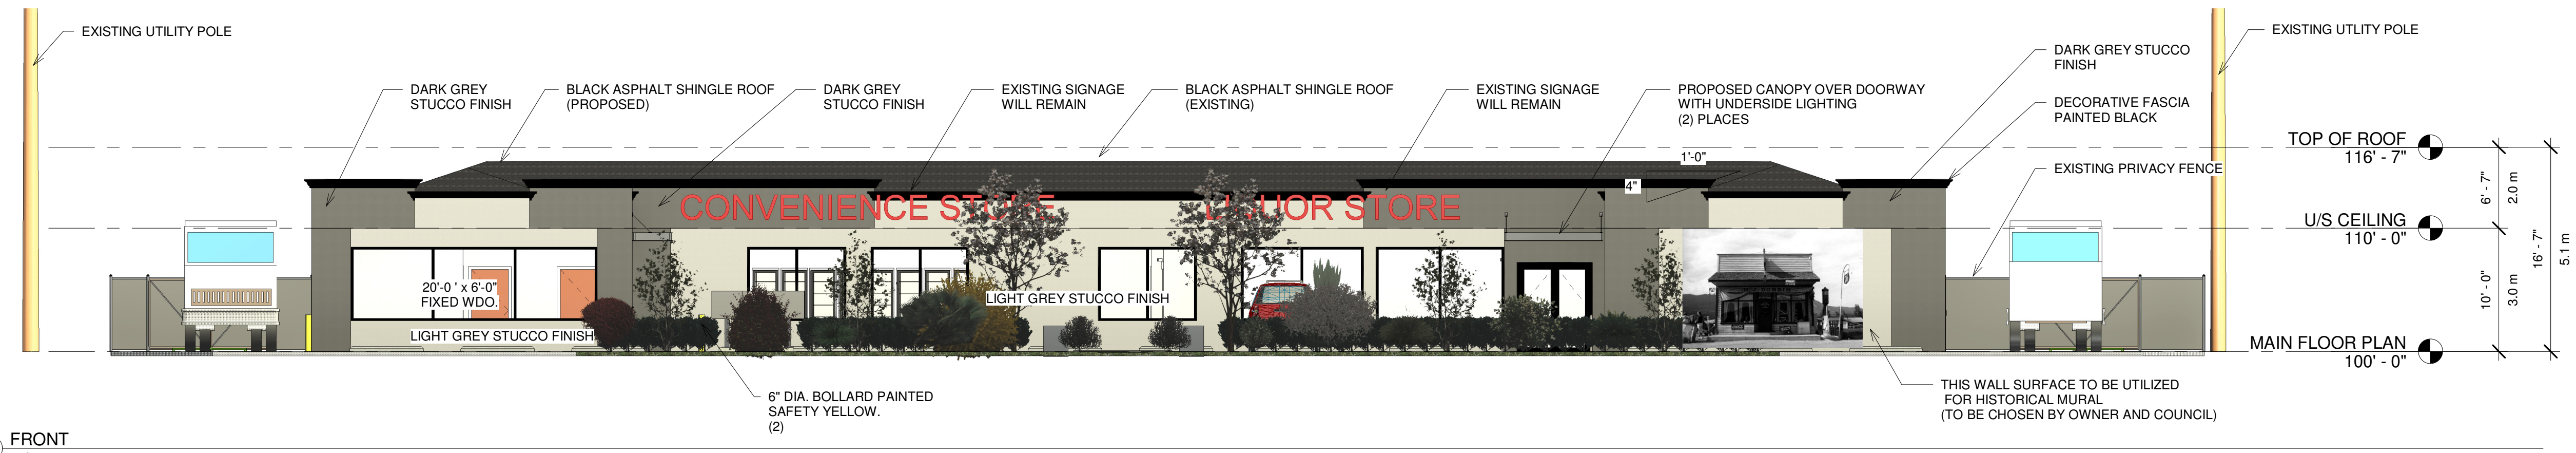 EXISTING UTILITY POLE
DARK GREY
STUCCO FINISH
BLACK ASPHALT SHINGLE ROOF
(PROPOSED)
DARK GREY
STUCCO FINISH
EXISTING SIGNAGE
WILL REMAIN
BLACK ASPHALT SHINGLE ROOF
(EXISTING)
EXISTING SIGNAGE
WILL REMAIN
PROPOSED CANOPY OVER DOORWAY
WITH UNDERSIDE LIGHTING
(2) PLACES
DARK GREY STUCCO
FINISH
DECORATIVE FASCIA
PAINTED BLACK
EXISTING UTLITY POLE
TOP OF ROOF
116' - 7"
EXISTING PRIVACY FENCE
1'-0"
4"
CONVENIENCE STORE
LIQUOR STORE
U/S CEILING
110' - 0"
6' - 7"
2.0 m
10' - 0"
3.0 m
16' - 7"
5.1 m
20'-0 ' x 6'-0"
FIXED WDO.
LIGHT GREY STUCCO FINISH
LIGHT GREY STUCCO FINISH
MAIN FLOOR PLAN
100' - 0"
6" DIA. BOLLARD PAINTED
SAFETY YELLOW.
(2)
THIS WALL SURFACE TO BE UTILIZED
FOR HISTORICAL MURAL
(TO BE CHOSEN BY OWNER AND COUNCIL)
FRONT